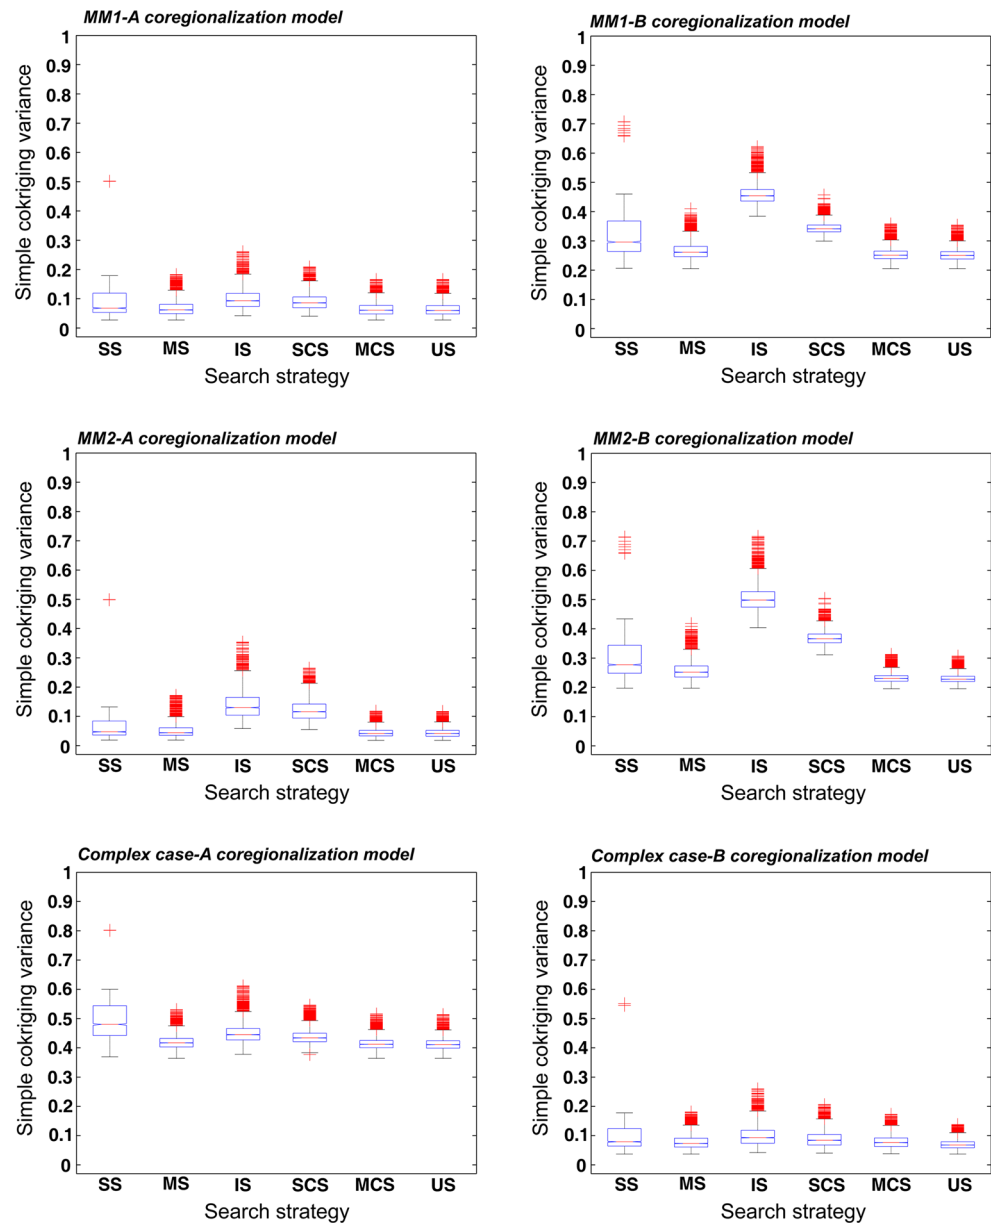 MM1-A coregionalization model
1
0.9
0.8
0.7
0.6
0.5
0.4
0.3
0.2
0.1
0
Simple cokriging variance
SS MS IS SCS MCS US
Search strategy
MM1-B coregionalization model
1
0.9
0.8
0.7
0.6
0.5
0.4
0.3
0.2
0.1
0
Simple cokriging variance
SS MS IS SCS MCS US
Search strategy
MM2-A coregionalization model
1
0.9
0.8
0.7
0.6
0.5
0.4
0.3
0.2
0.1
0
Simple cokriging variance
SS MS IS SCS MCS US
Search strategy
MM2-B coregionalization model
1
0.9
0.8
0.7
0.6
0.5
0.4
0.3
0.2
0.1
0
Simple cokriging variance
SS MS IS SCS MCS US
Search strategy
Complex case-A coregionalization model
1
0.9
0.8
0.7
0.6
0.5
0.4
0.3
0.2
0.1
0
Simple cokriging variance
SS MS IS SCS MCS US
Search strategy
Complex case-B coregionalization model
1
0.9
0.8
0.7
0.6
0.5
0.4
0.3
0.2
0.1
0
Simple cokriging variance
SS MS IS SCS MCS US
Search strategy